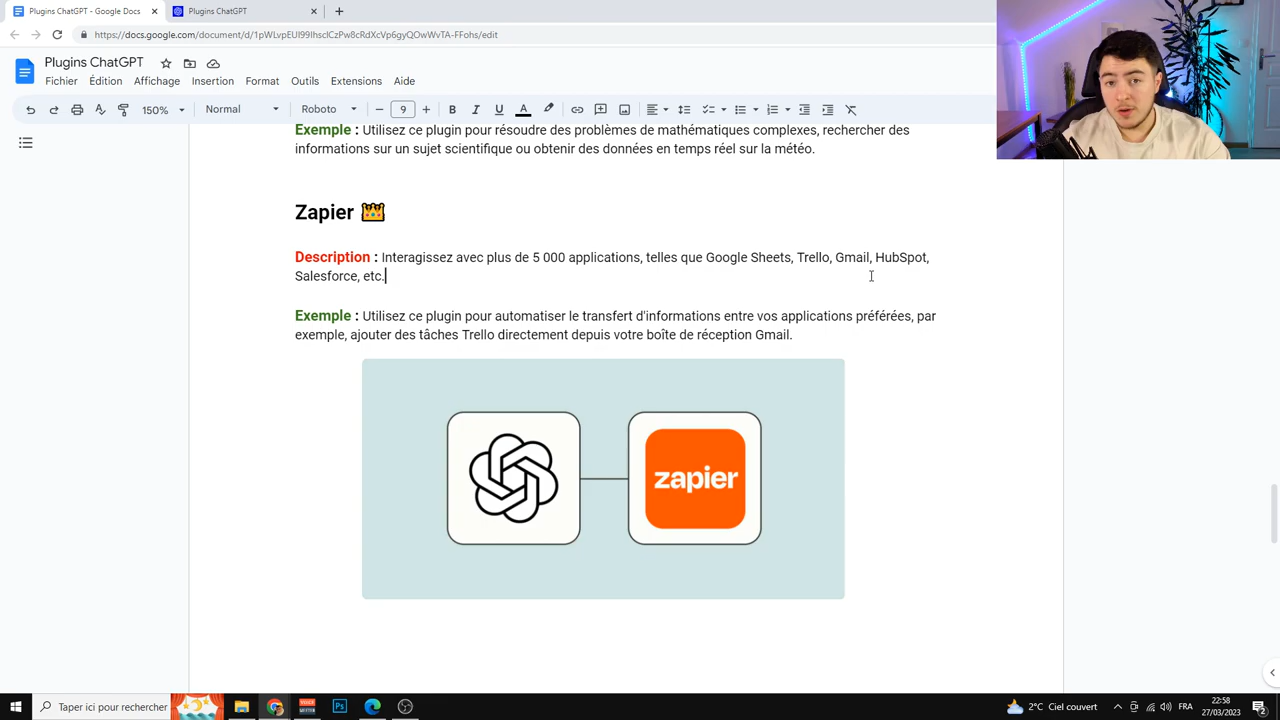 Plugins ChatGPT - Google Docs
Plugins ChatGPT
https://docs.google.com/document/d/1pWLvpEUl99IhsclCzPw8cRdXcVp6gyQOwWvTA-FFohs/edit
Plugins ChatGPT
Fichier Édition Affichage Insertion Format Outils Extensions Aide
150% Normal Roboto 9 B I U A
Exemple : Utilisez ce plugin pour résoudre des problèmes de mathématiques complexes, rechercher des
informations sur un sujet scientifique ou obtenir des données en temps réel sur la météo.
Zapier 👑
Description : Interagissez avec plus de 5 000 applications, telles que Google Sheets, Trello, Gmail, HubSpot,
Salesforce, etc.
Exemple : Utilisez ce plugin pour automatiser le transfert d'informations entre vos applications préférées, par
exemple, ajouter des tâches Trello directement depuis votre boîte de réception Gmail.
zapier
Taper ici pour rechercher
Ps
2°C Ciel couvert
FRA
22:58
27/03/2023
2